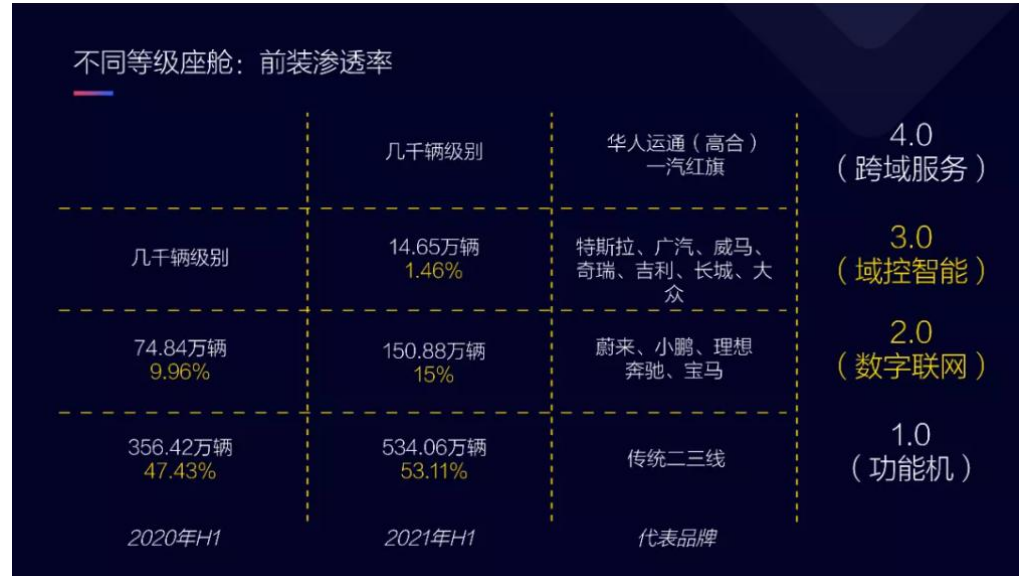 不同等级座舱：前装渗透率
几千辆级别
华人运通（高合）
一汽红旗
4.0
（跨域服务）
几千辆级别
14.65万辆
1.46%
特斯拉、广汽、威马、
奇瑞、吉利、长城、大
众
3.0
（域控智能）
74.84万辆
9.96%
150.88万辆
15%
蔚来、小鹏、理想
奔驰、宝马
2.0
（数字联网）
356.42万辆
47.43%
534.06万辆
53.11%
传统二三线
1.0
（功能机）
2020年H1
2021年H1
代表品牌